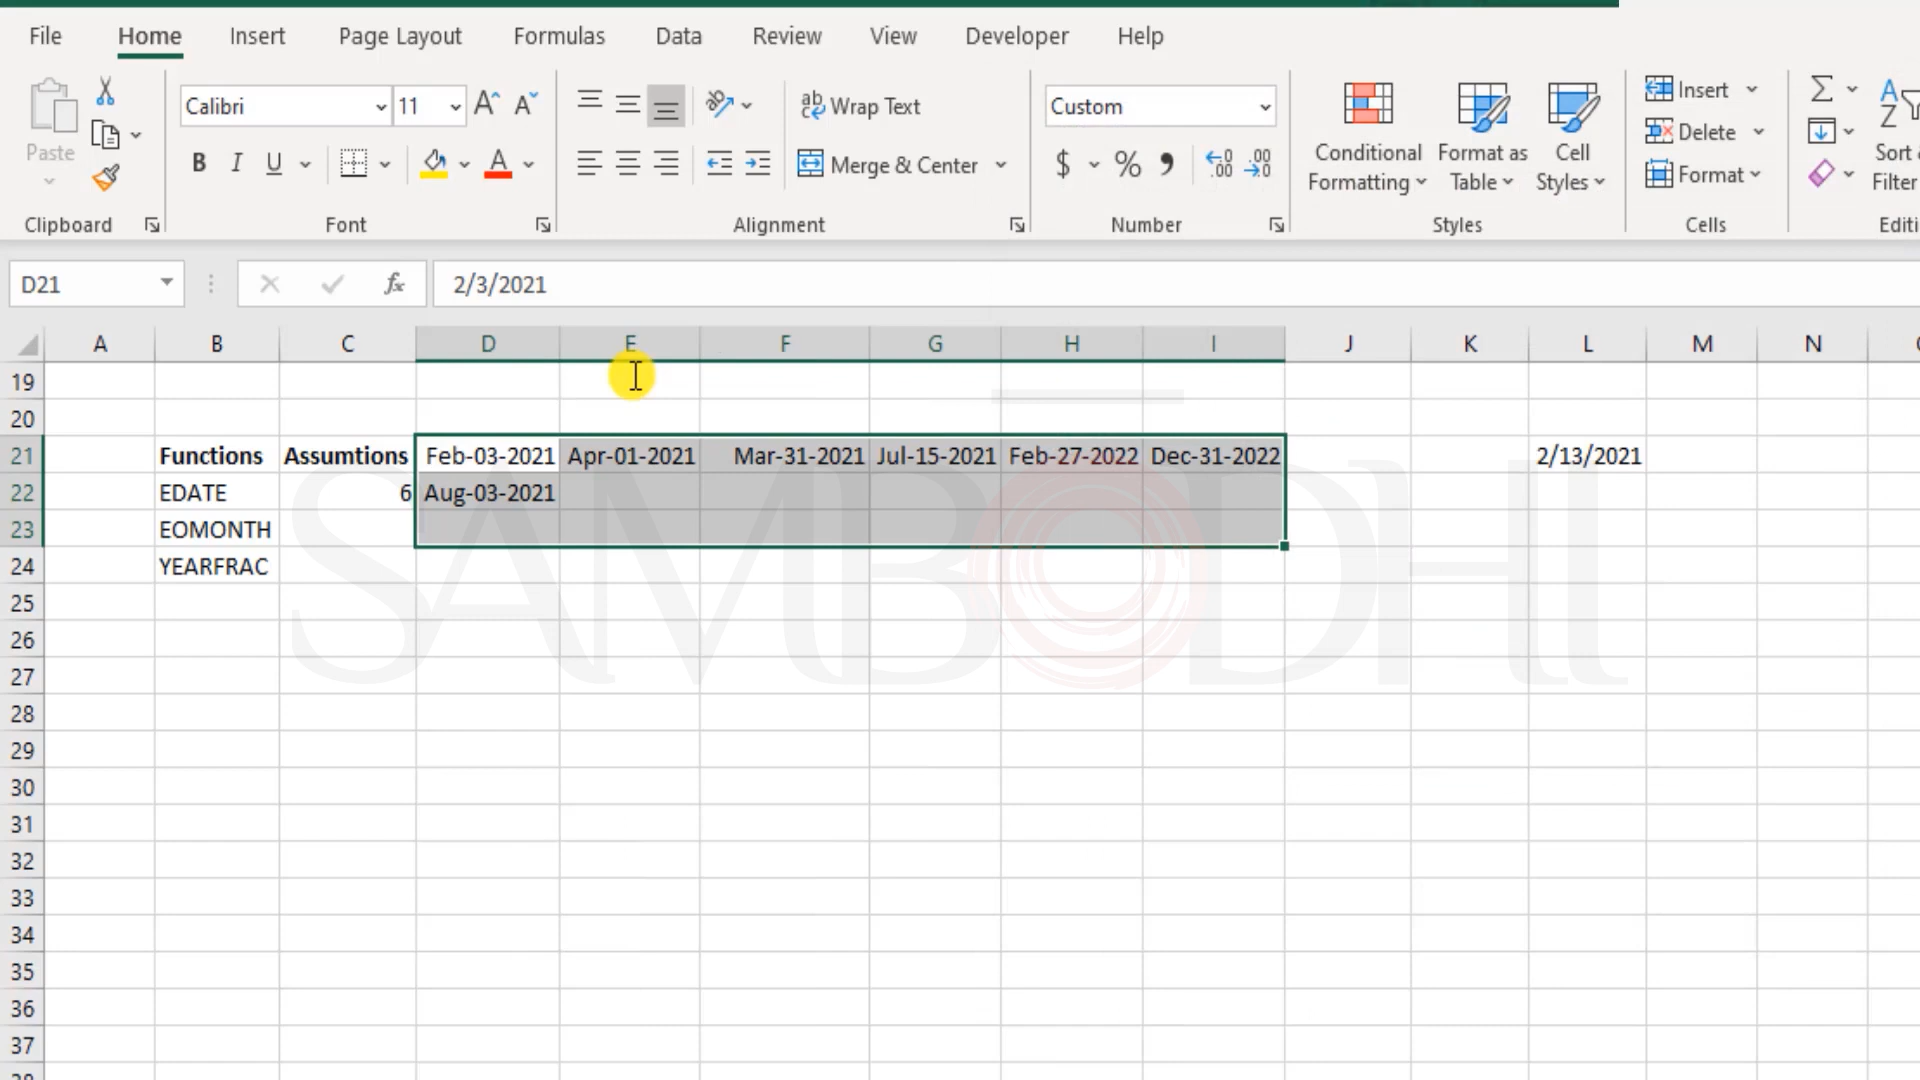 File Home Insert Page Layout Formulas Data Review View Developer Help
Paste
Clipboard
Calibri 11
B I U
Font
Wrap Text
Merge & Center
Alignment
Custom
$ % 9
Number
Conditional Formatting
Format as Table
Cell Styles
Styles
Insert
Delete
Format
Cells
Sort
Filter
Editi
D21 fx 2/3/2021
A B C D E F G H I J K L M N
19
20
21 Functions Assumtions Feb-03-2021 Apr-01-2021 Mar-31-2021 Jul-15-2021 Feb-27-2022 Dec-31-2022 2/13/2021
22 EDATE 6 Aug-03-2021
23 EOMONTH
24 YEARFRAC
25
26
27
28
29
30
31
32
33
34
35
36
37
SAMBODHI